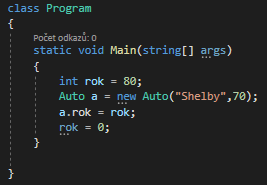 class Program
{
Počet odkazů: 0
static void Main(string[] args)
{
int rok = 80;
Auto a = new Auto("Shelby",70);
a.rok = rok;
rok = 0;
}
}